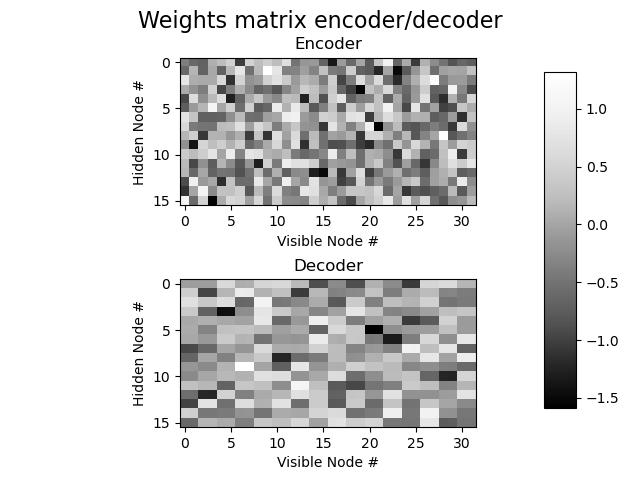 Weights matrix encoder/decoder
Encoder
0
5
10
15
Hidden Node #
0 5 10 15 20 25 30
Visible Node #
Decoder
0
5
10
15
Hidden Node #
0 5 10 15 20 25 30
Visible Node #
1.0
0.5
0.0
−0.5
−1.0
−1.5